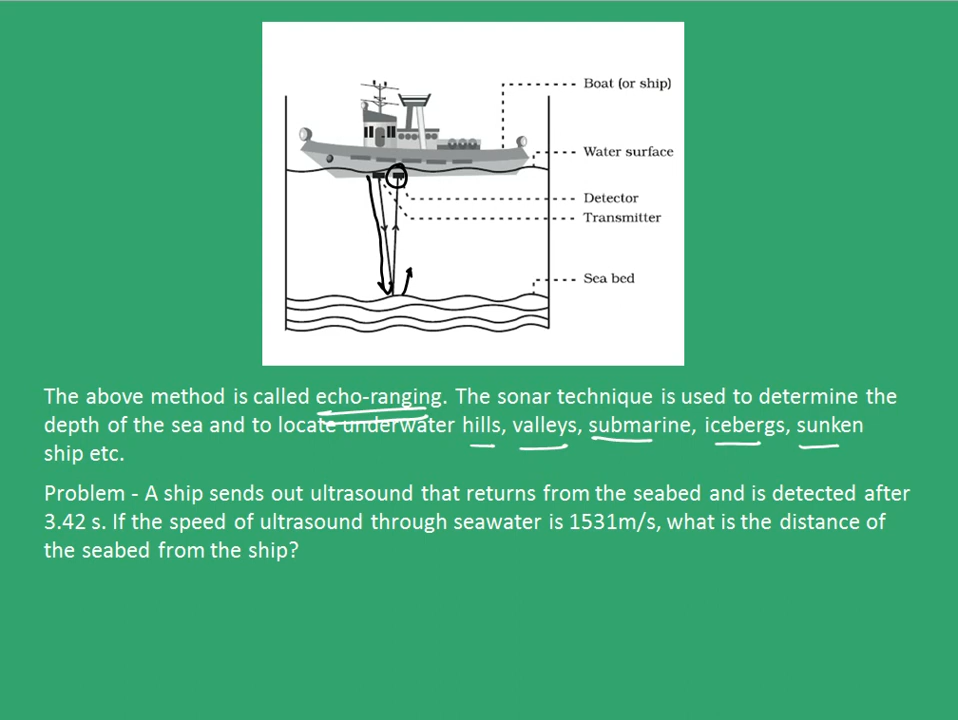 Boat (or ship)
Water surface
Detector
Transmitter
Sea bed
The above method is called echo-ranging. The sonar technique is used to determine the
depth of the sea and to locate underwater hills, valleys, submarine, icebergs, sunken
ship etc.
Problem - A ship sends out ultrasound that returns from the seabed and is detected after
3.42 s. If the speed of ultrasound through seawater is 1531m/s, what is the distance of
the seabed from the ship?